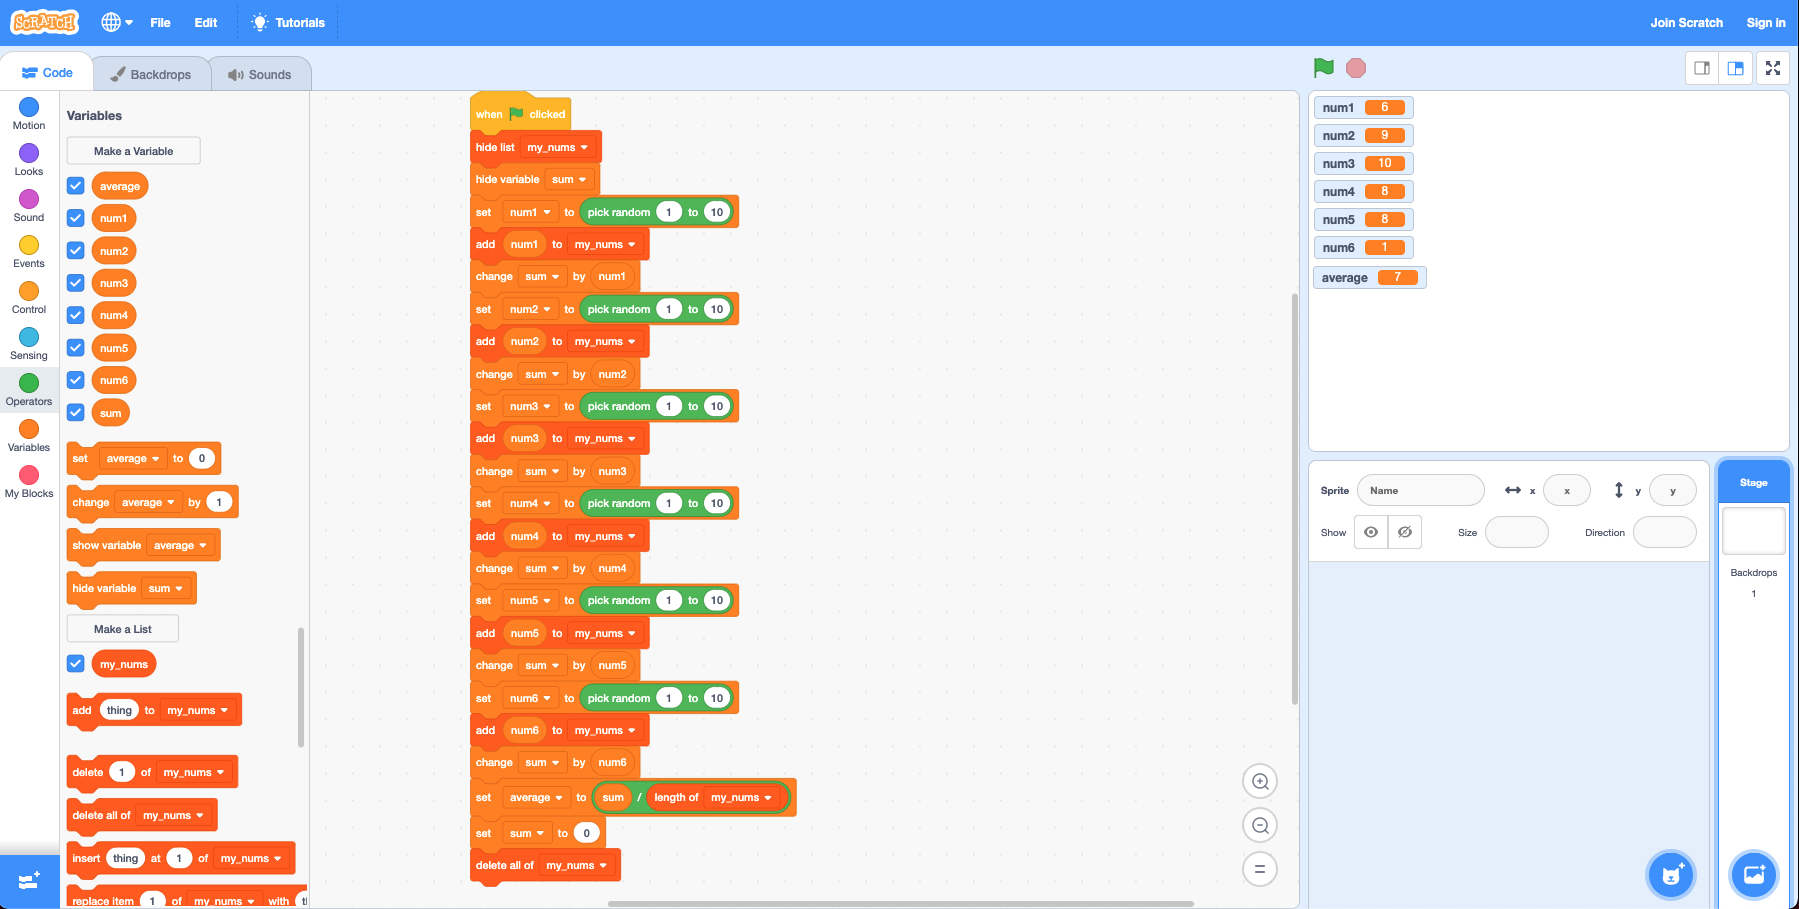 SCRATCH File Edit Tutorials Join Scratch Sign in
Code Backdrops Sounds
Motion
Looks
Sound
Events
Control
Sensing
Operators
Variables
My Blocks
Variables
Make a Variable
average
num1
num2
num3
num4
num5
num6
sum
set average to 0
change average by 1
show variable average
hide variable sum
Make a List
my_nums
add thing to my_nums
delete 1 of my_nums
delete all of my_nums
insert thing at 1 of my_nums
replace item 1 of my_nums with
when clicked
hide list my_nums
hide variable sum
set num1 to pick random 1 to 10
add num1 to my_nums
change sum by num1
set num2 to pick random 1 to 10
add num2 to my_nums
change sum by num2
set num3 to pick random 1 to 10
add num3 to my_nums
change sum by num3
set num4 to pick random 1 to 10
add num4 to my_nums
change sum by num4
set num5 to pick random 1 to 10
add num5 to my_nums
change sum by num5
set num6 to pick random 1 to 10
add num6 to my_nums
change sum by num6
set average to sum / length of my_nums
set sum to 0
delete all of my_nums
num1 6
num2 9
num3 10
num4 8
num5 8
num6 1
average 7
Sprite Name x x y y
Show Size Direction
Stage
Backdrops
1